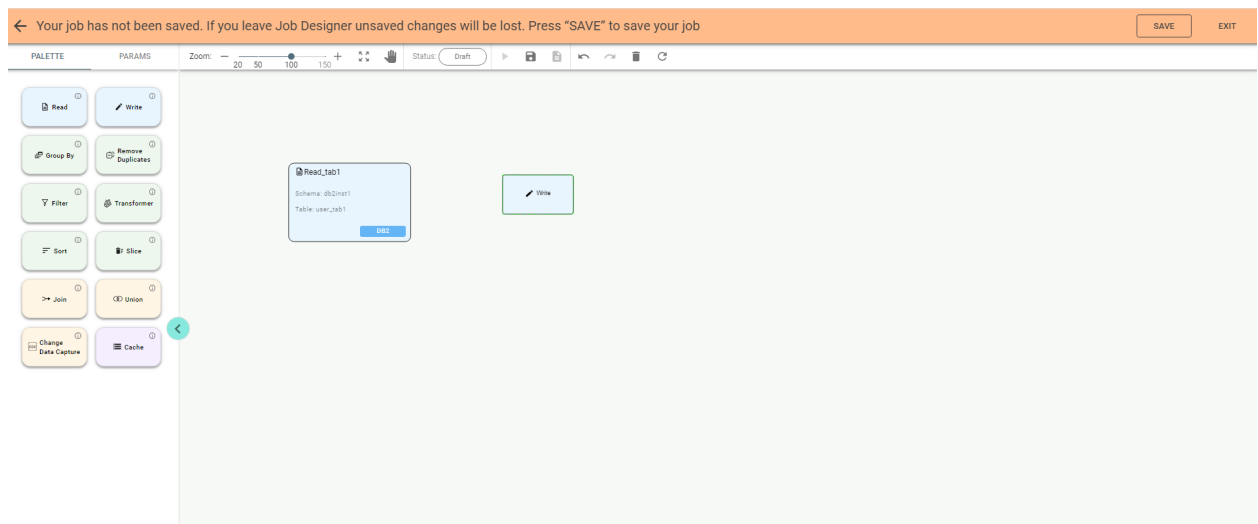 Your job has not been saved. If you leave Job Designer unsaved changes will be lost. Press “SAVE” to save your job
SAVE
EXIT
PALETTE
PARAMS
Zoom:
20 50 100 150
Status:
Draft
Read
Write
Group By
Remove
Duplicates
Filter
Transformer
Sort
Slice
Join
Union
Change
Data Capture
Cache
Read_tab1
Schema: db2inst1
Table: user_tab1
DB2
Write